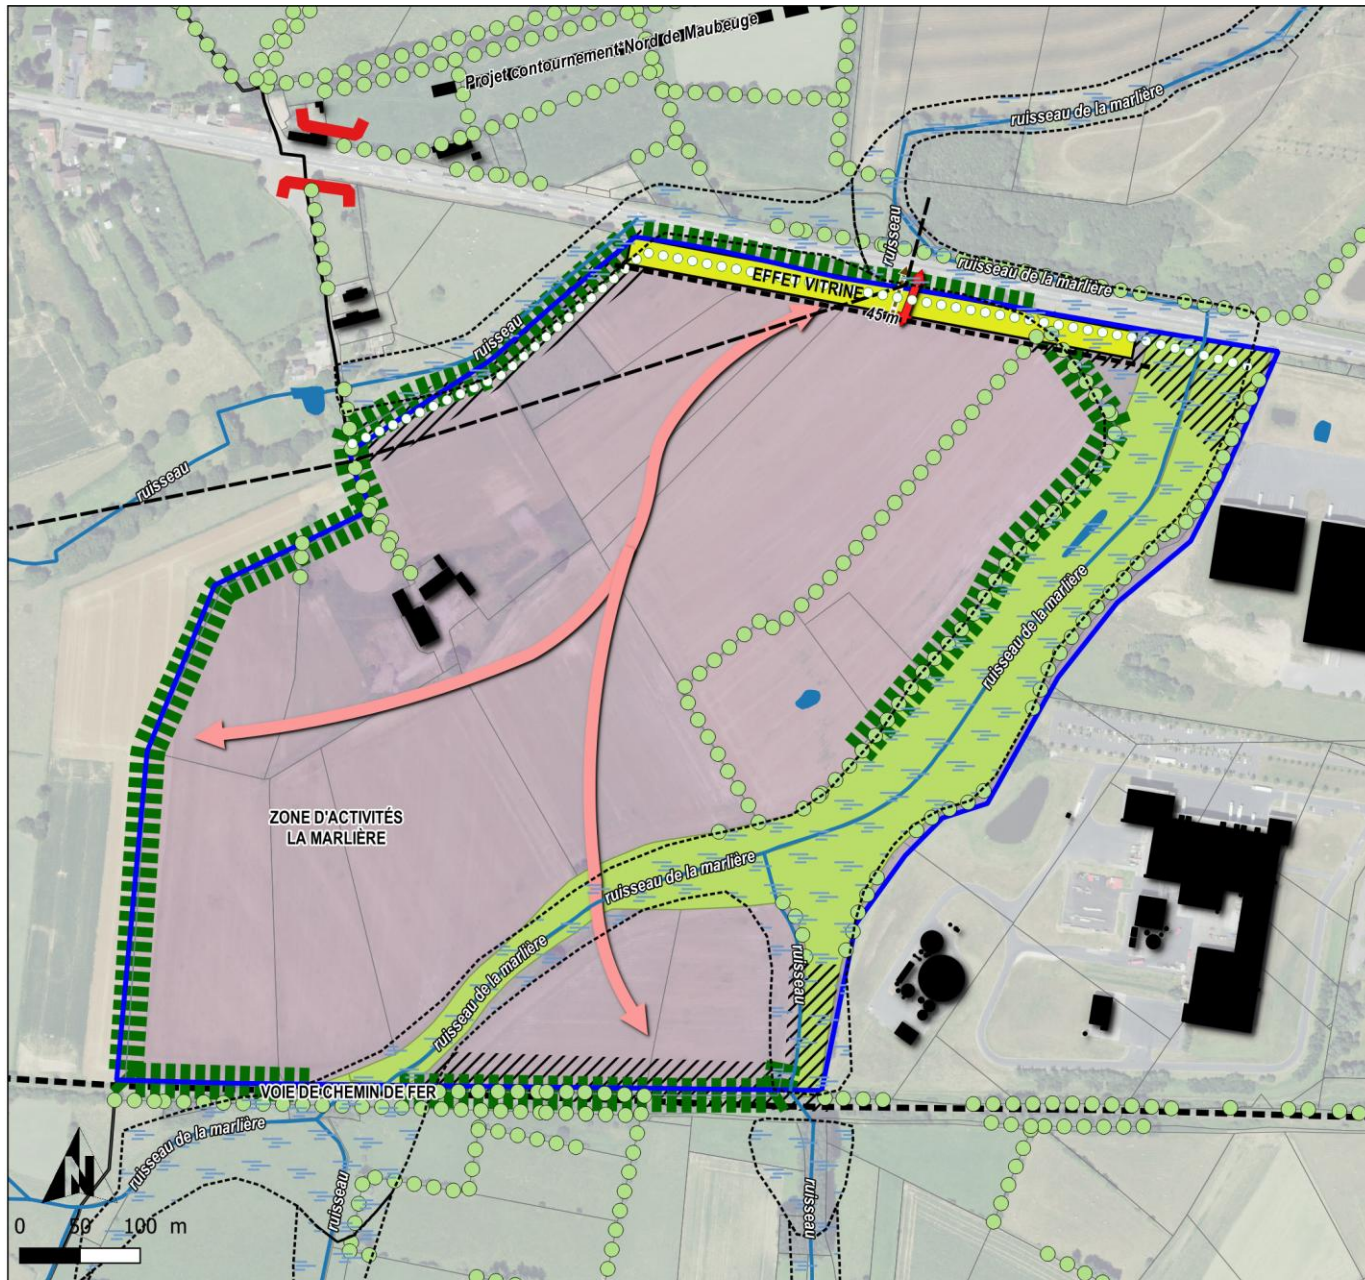 Projet contournement Nord de Maubeuge
ruisseau de la marlière
ruisseau
ruisseau de la marlière
EFFET VITRINE
45 m
ruisseau
ruisseau
ruisseau de la marlière
ZONE D'ACTIVITÉS
LA MARLIÈRE
ruisseau de la marlière
ruisseau de la marlière
ruisseau
VOIE DE CHEMIN DE FER
ruisseau de la marlière
ruisseau
ruisseau
N
0 50 100 m